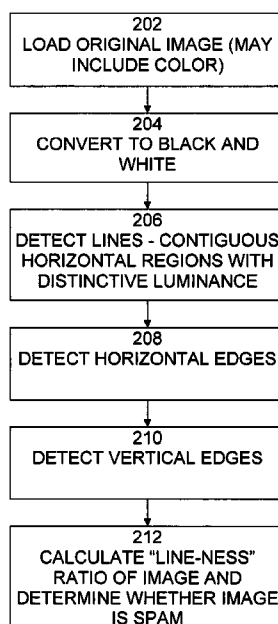 202
LOAD ORIGINAL IMAGE (MAY
INCLUDE COLOR)
204
CONVERT TO BLACK AND
WHITE
206
DETECT LINES - CONTIGUOUS
HORIZONTAL REGIONS WITH
DISTINCTIVE LUMINANCE
208
DETECT HORIZONTAL EDGES
210
DETECT VERTICAL EDGES
212
CALCULATE "LINE-NESS"
RATIO OF IMAGE AND
DETERMINE WHETHER IMAGE
IS SPAM